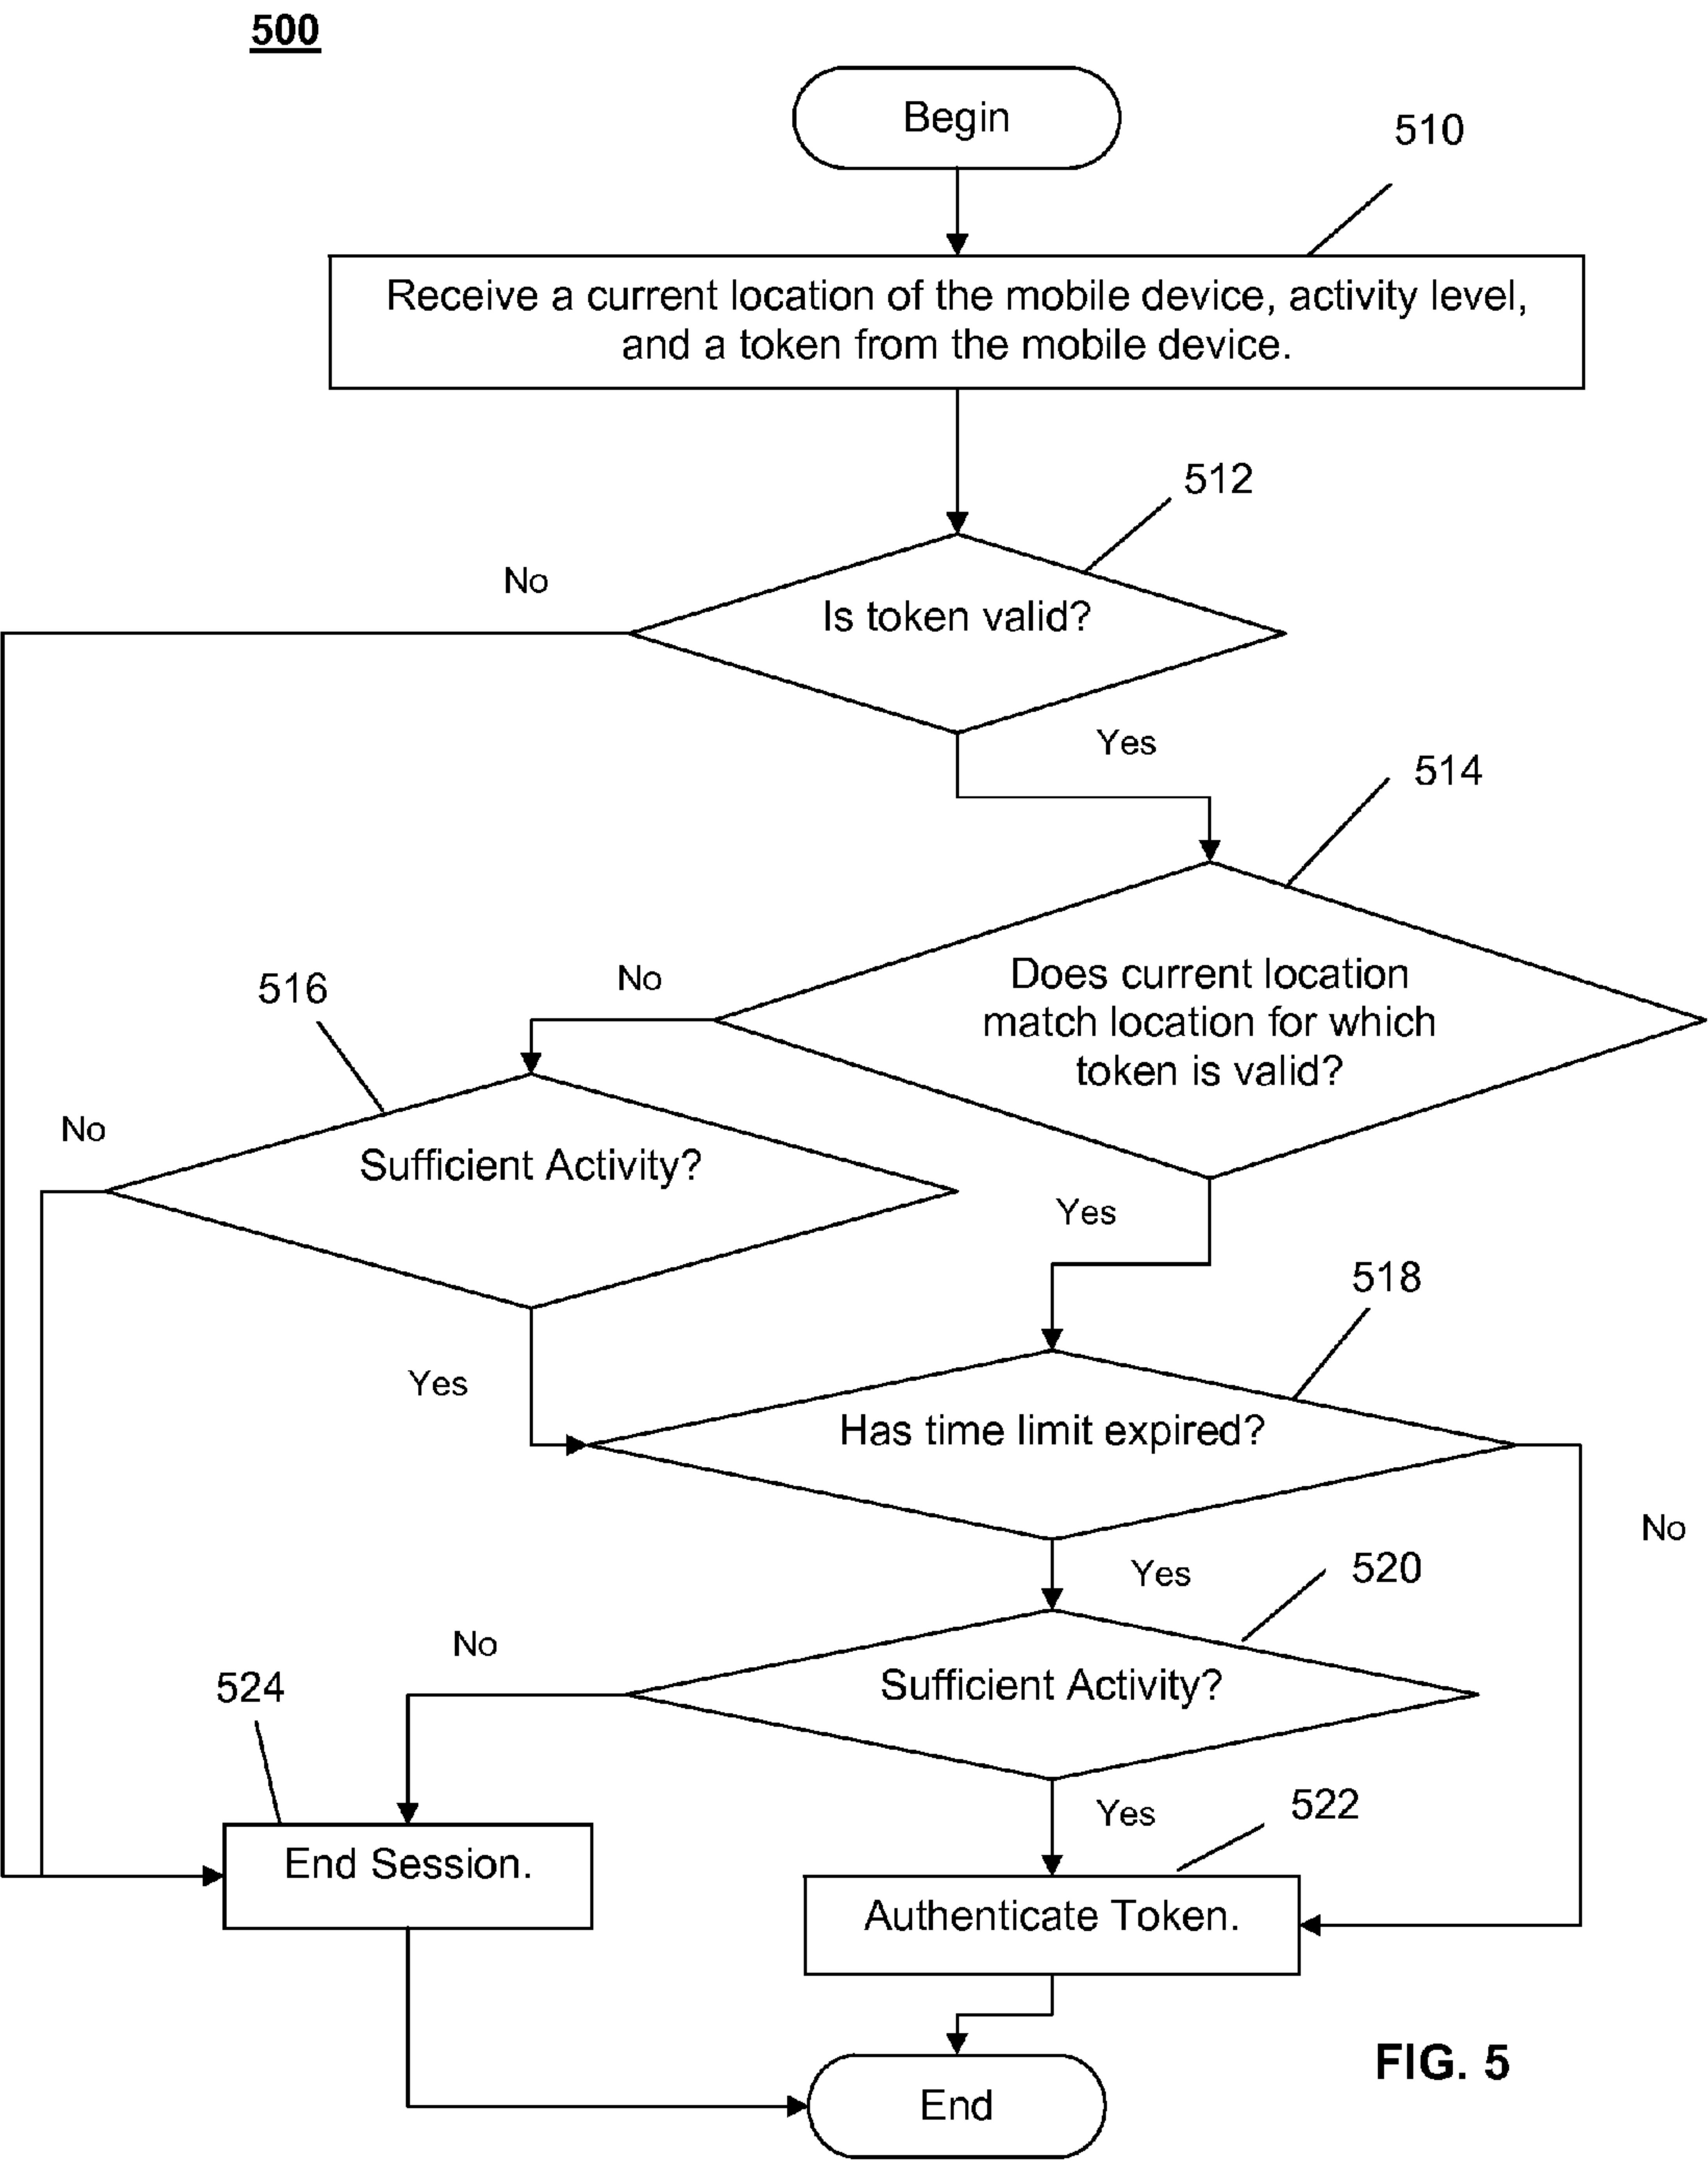 500
Begin
510
Receive a current location of the mobile device, activity level,
and a token from the mobile device.
512
No
Is token valid?
Yes
514
Does current location
match location for which
token is valid?
No
516
No
Sufficient Activity?
Yes
518
Yes
Has time limit expired?
No
Yes
520
No
Sufficient Activity?
524
Yes
522
End Session.
Authenticate Token.
End
FIG. 5